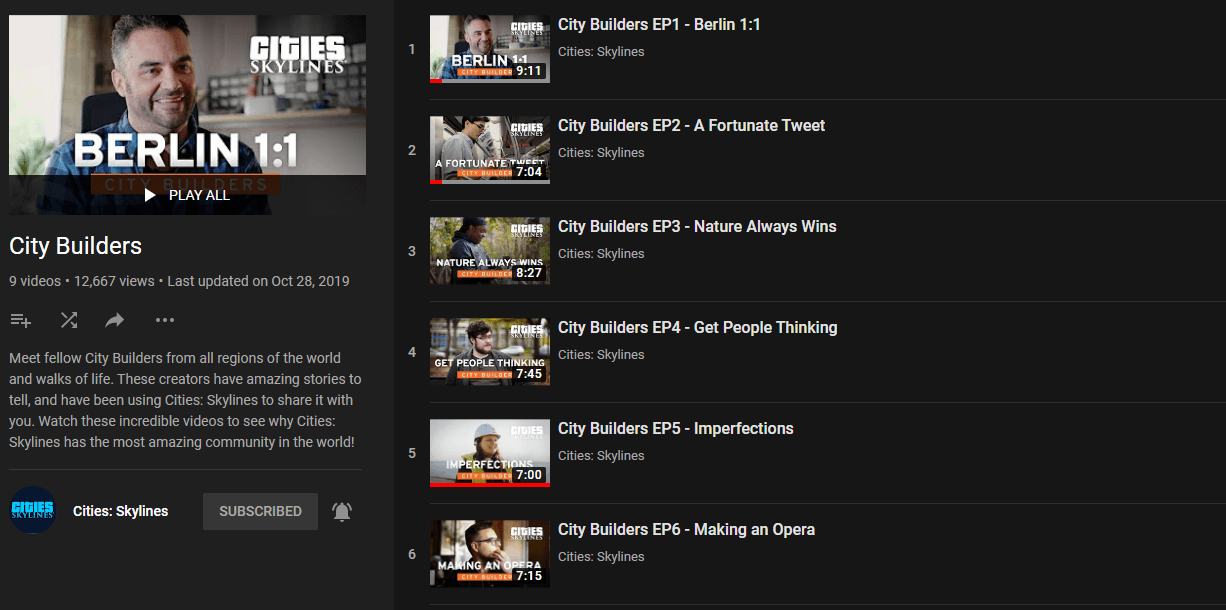 CITIES
SKYLINES
BERLIN 1:1
CITY BUILDERS
PLAY ALL
City Builders
9 videos • 12,667 views • Last updated on Oct 28, 2019
Meet fellow City Builders from all regions of the world
and walks of life. These creators have amazing stories to
tell, and have been using Cities: Skylines to share it with
you. Watch these incredible videos to see why Cities:
Skylines has the most amazing community in the world!
CITIES
SKYLINES
Cities: Skylines
SUBSCRIBED
1
CITIES
SKYLINES
BERLIN 1:1
CITY BUILDER
9:11
City Builders EP1 - Berlin 1:1
Cities: Skylines
2
CITIES
SKYLINES
A FORTUNATE TWEET
CITY BUILDER
7:04
City Builders EP2 - A Fortunate Tweet
Cities: Skylines
3
CITIES
SKYLINES
NATURE ALWAYS WINS
CITY BUILDER
8:27
City Builders EP3 - Nature Always Wins
Cities: Skylines
4
CITIES
SKYLINES
GET PEOPLE THINKING
CITY BUILDER
7:45
City Builders EP4 - Get People Thinking
Cities: Skylines
5
CITIES
SKYLINES
IMPERFECTIONS
CITY BUILDER
7:00
City Builders EP5 - Imperfections
Cities: Skylines
6
CITIES
SKYLINES
MAKING AN OPERA
CITY BUILDER
7:15
City Builders EP6 - Making an Opera
Cities: Skylines